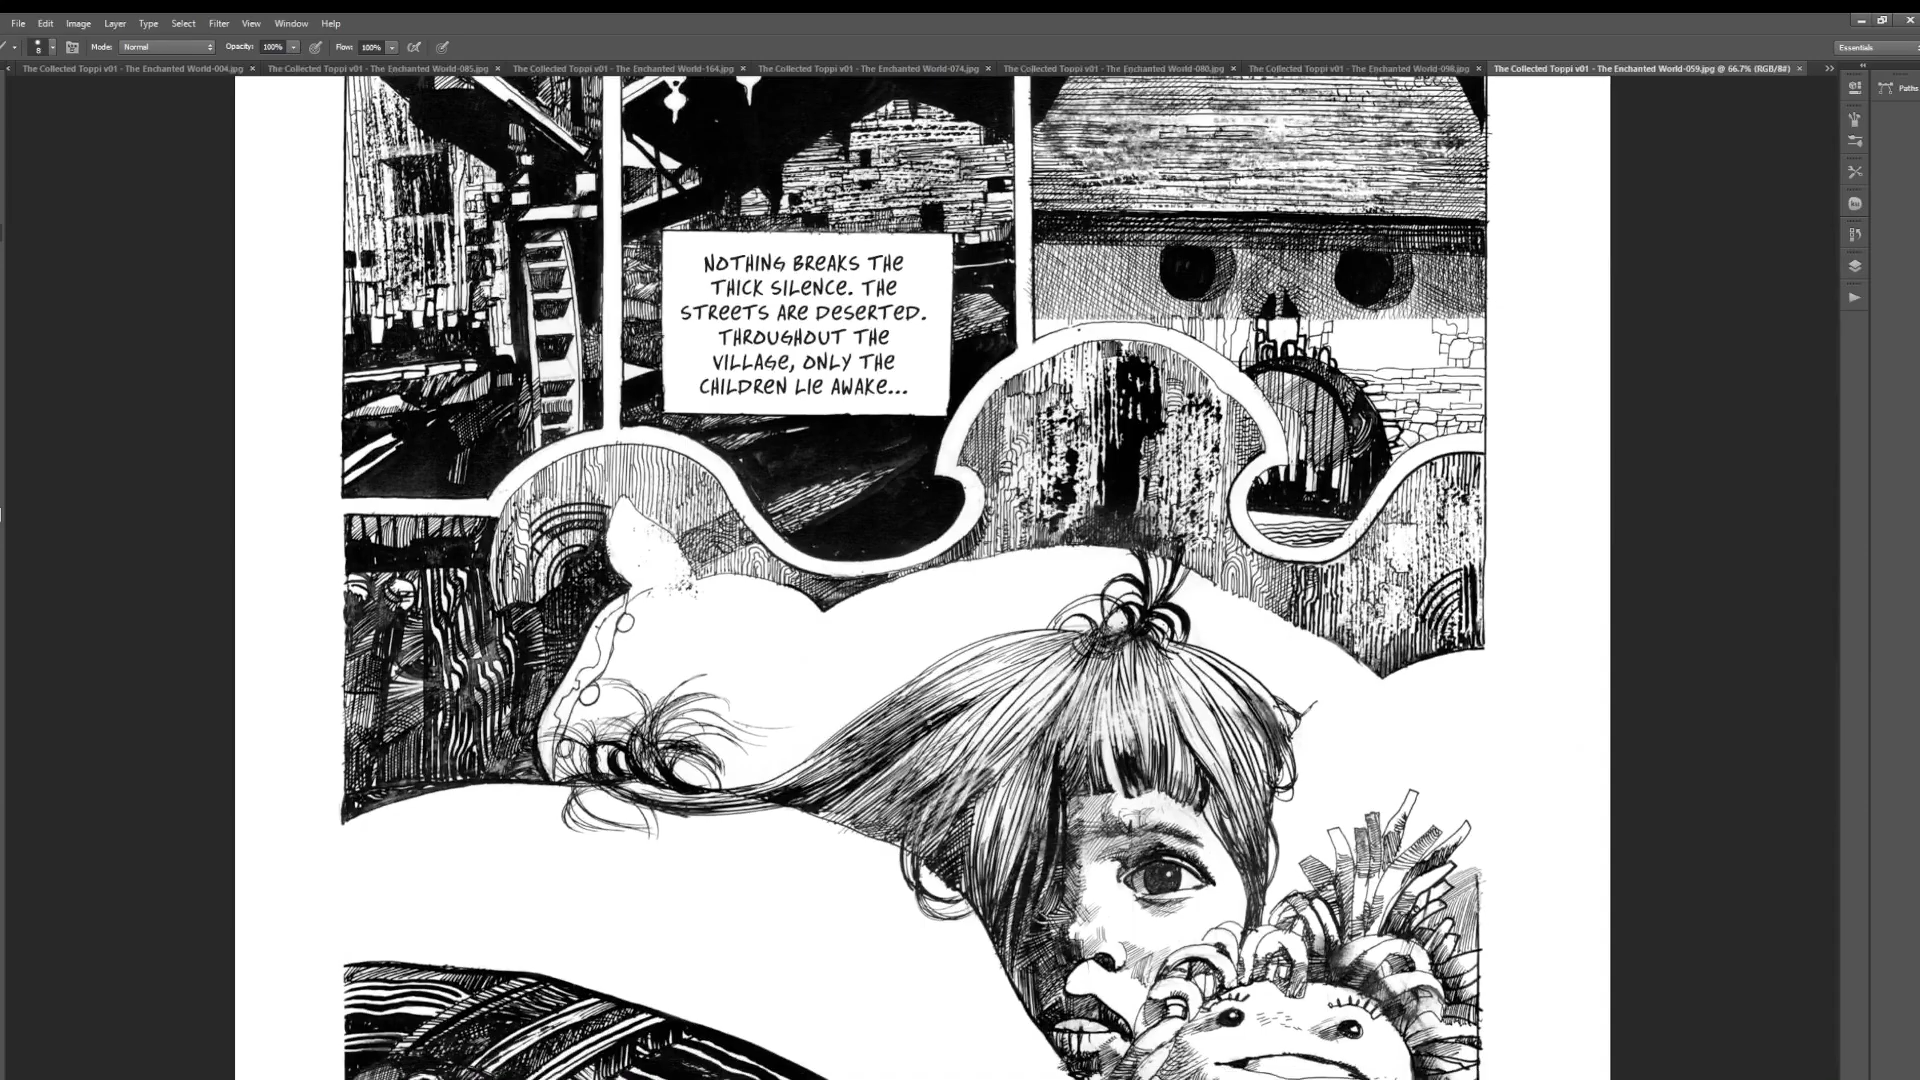 File Edit Image Layer Type Select Filter View Window Help
8 Mode: Normal Opacity: 100% Flow: 100% Essentials
The Collected Toppi v01 - The Enchanted World-004.jpg × The Collected Toppi v01 - The Enchanted World-085.jpg × The Collected Toppi v01 - The Enchanted World-164.jpg × The Collected Toppi v01 - The Enchanted World-074.jpg × The Collected Toppi v01 - The Enchanted World-080.jpg × The Collected Toppi v01 - The Enchanted World-098.jpg × The Collected Toppi v01 - The Enchanted World-059.jpg @ 66.7% (RGB/8#) ×
Paths
NOTHING BREAKS THE
THICK SILENCE. THE
STREETS ARE DESERTED.
THROUGHOUT THE
VILLAGE, ONLY THE
CHILDREN LIE AWAKE...